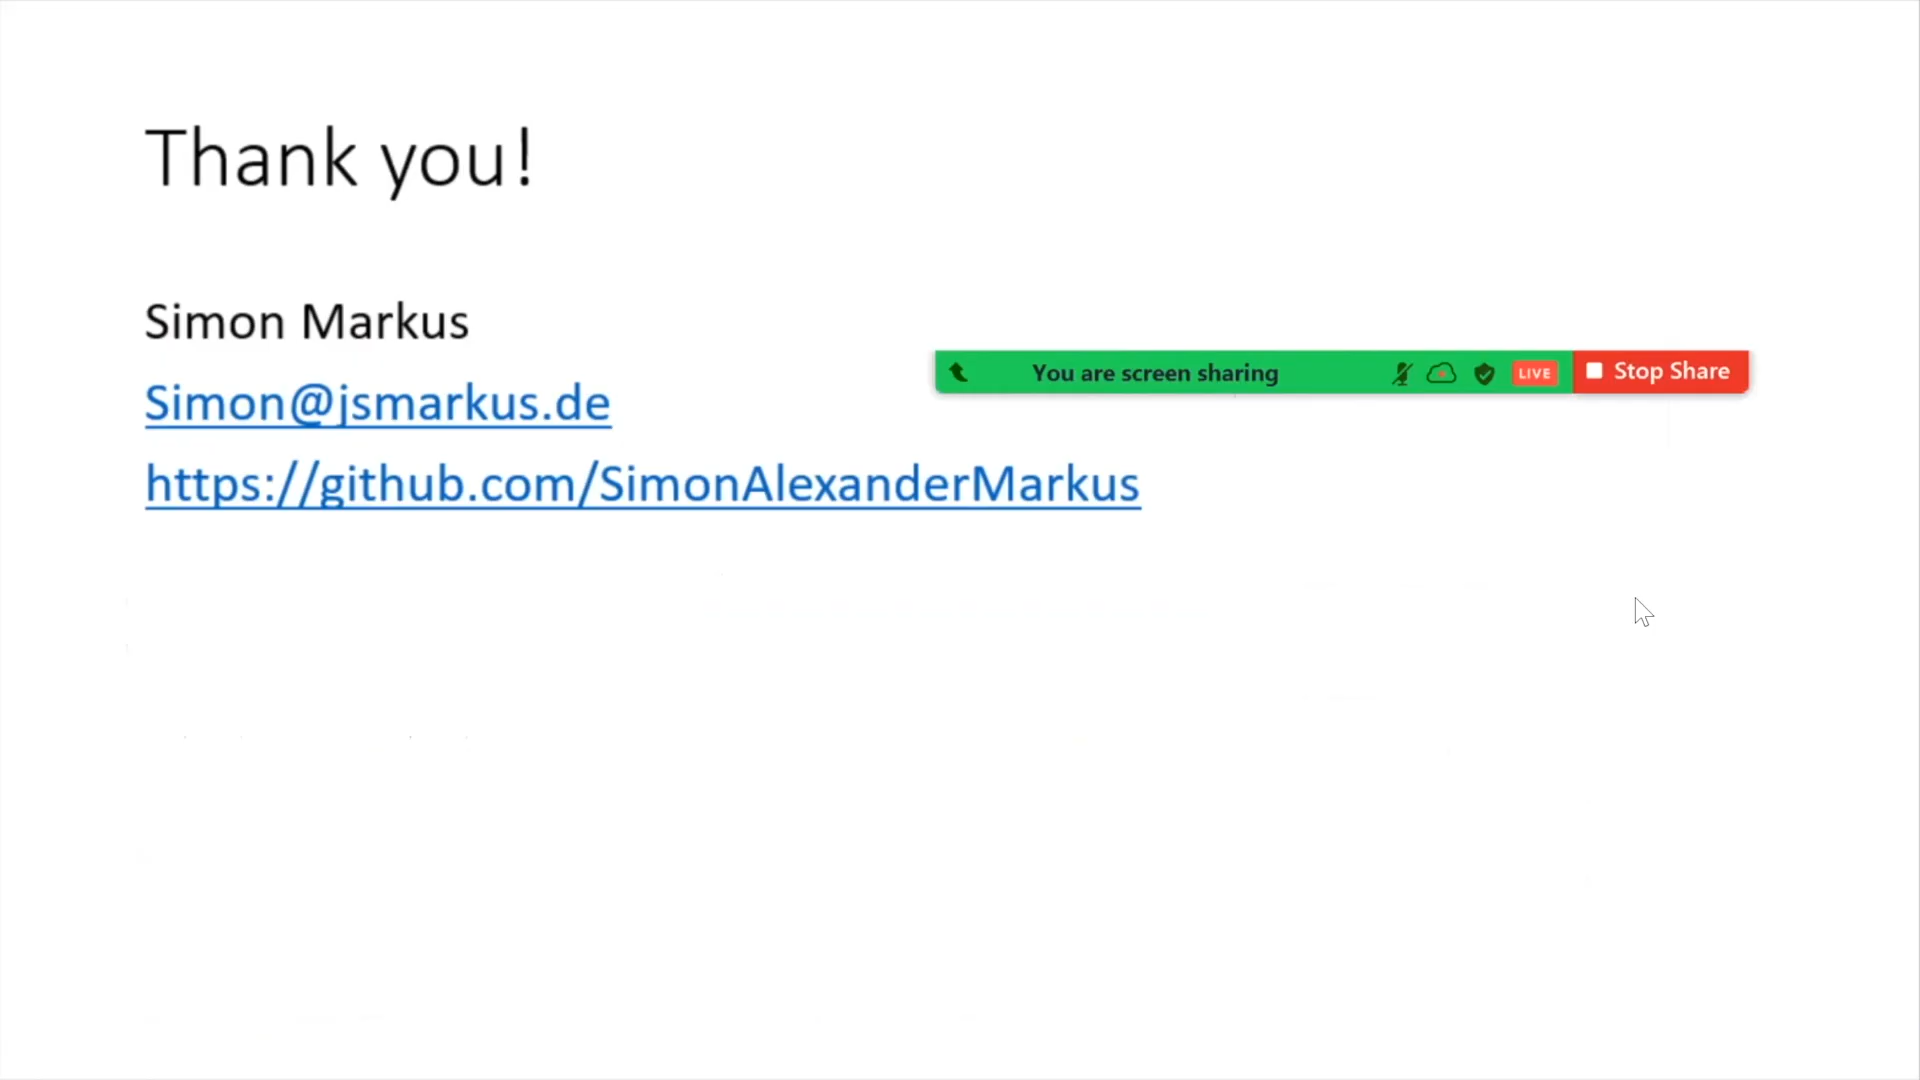 Thank you!
Simon Markus
You are screen sharing LIVE Stop Share
Simon@jsmarkus.de
https://github.com/SimonAlexanderMarkus